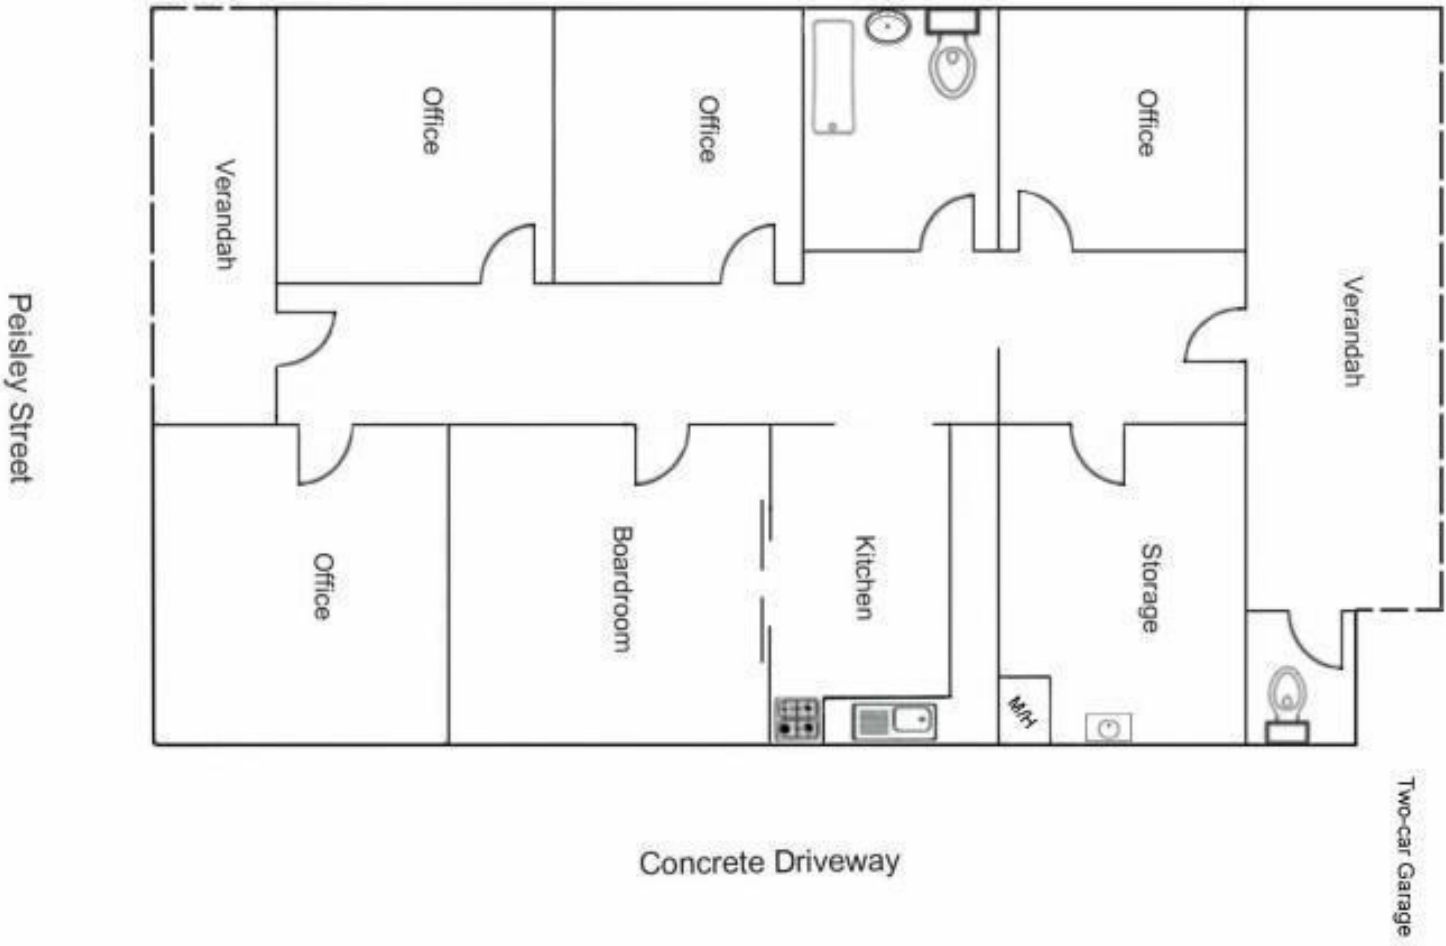 Office
Office
Office
Verandah
Verandah
Peisley Street
Office
Boardroom
Kitchen
Storage
M/H
Two-car Garage
Concrete Driveway